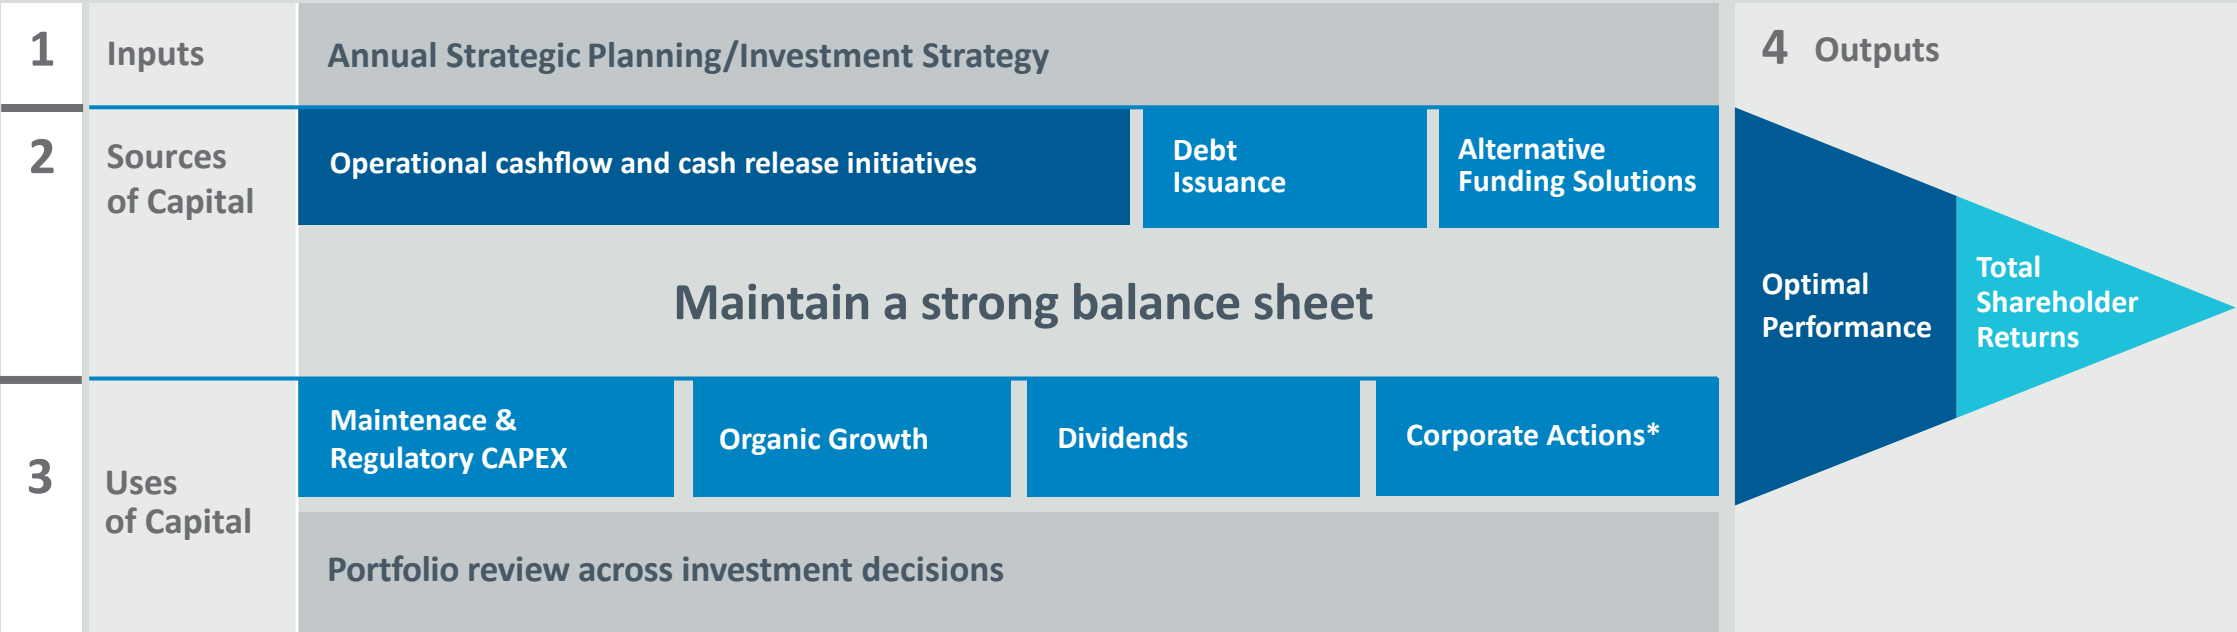 1
Inputs
Annual Strategic Planning/Investment Strategy
4 Outputs
2
Sources
of Capital
Operational cashflow and cash release initiatives
Debt
Issuance
Alternative
Funding Solutions
Maintain a strong balance sheet
Optimal
Performance
Total
Shareholder
Returns
3
Uses
of Capital
Maintenace &
Regulatory CAPEX
Organic Growth
Dividends
Corporate Actions*
Portfolio review across investment decisions